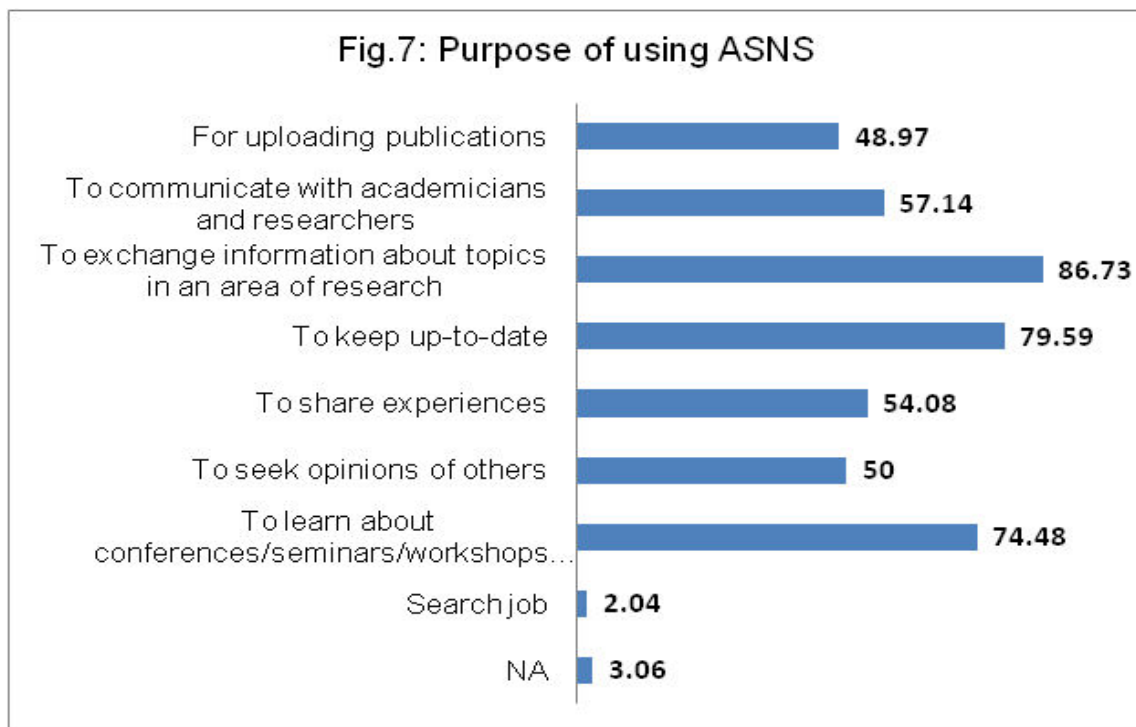 Fig.7: Purpose of using ASNS
For uploading publications
48.97
To communicate with academicians
and researchers
57.14
To exchange information about topics
in an area of research
86.73
To keep up-to-date
79.59
To share experiences
54.08
To seek opinions of others
50
To learn about
conferences/seminars/workshops...
74.48
Search job
2.04
NA
3.06